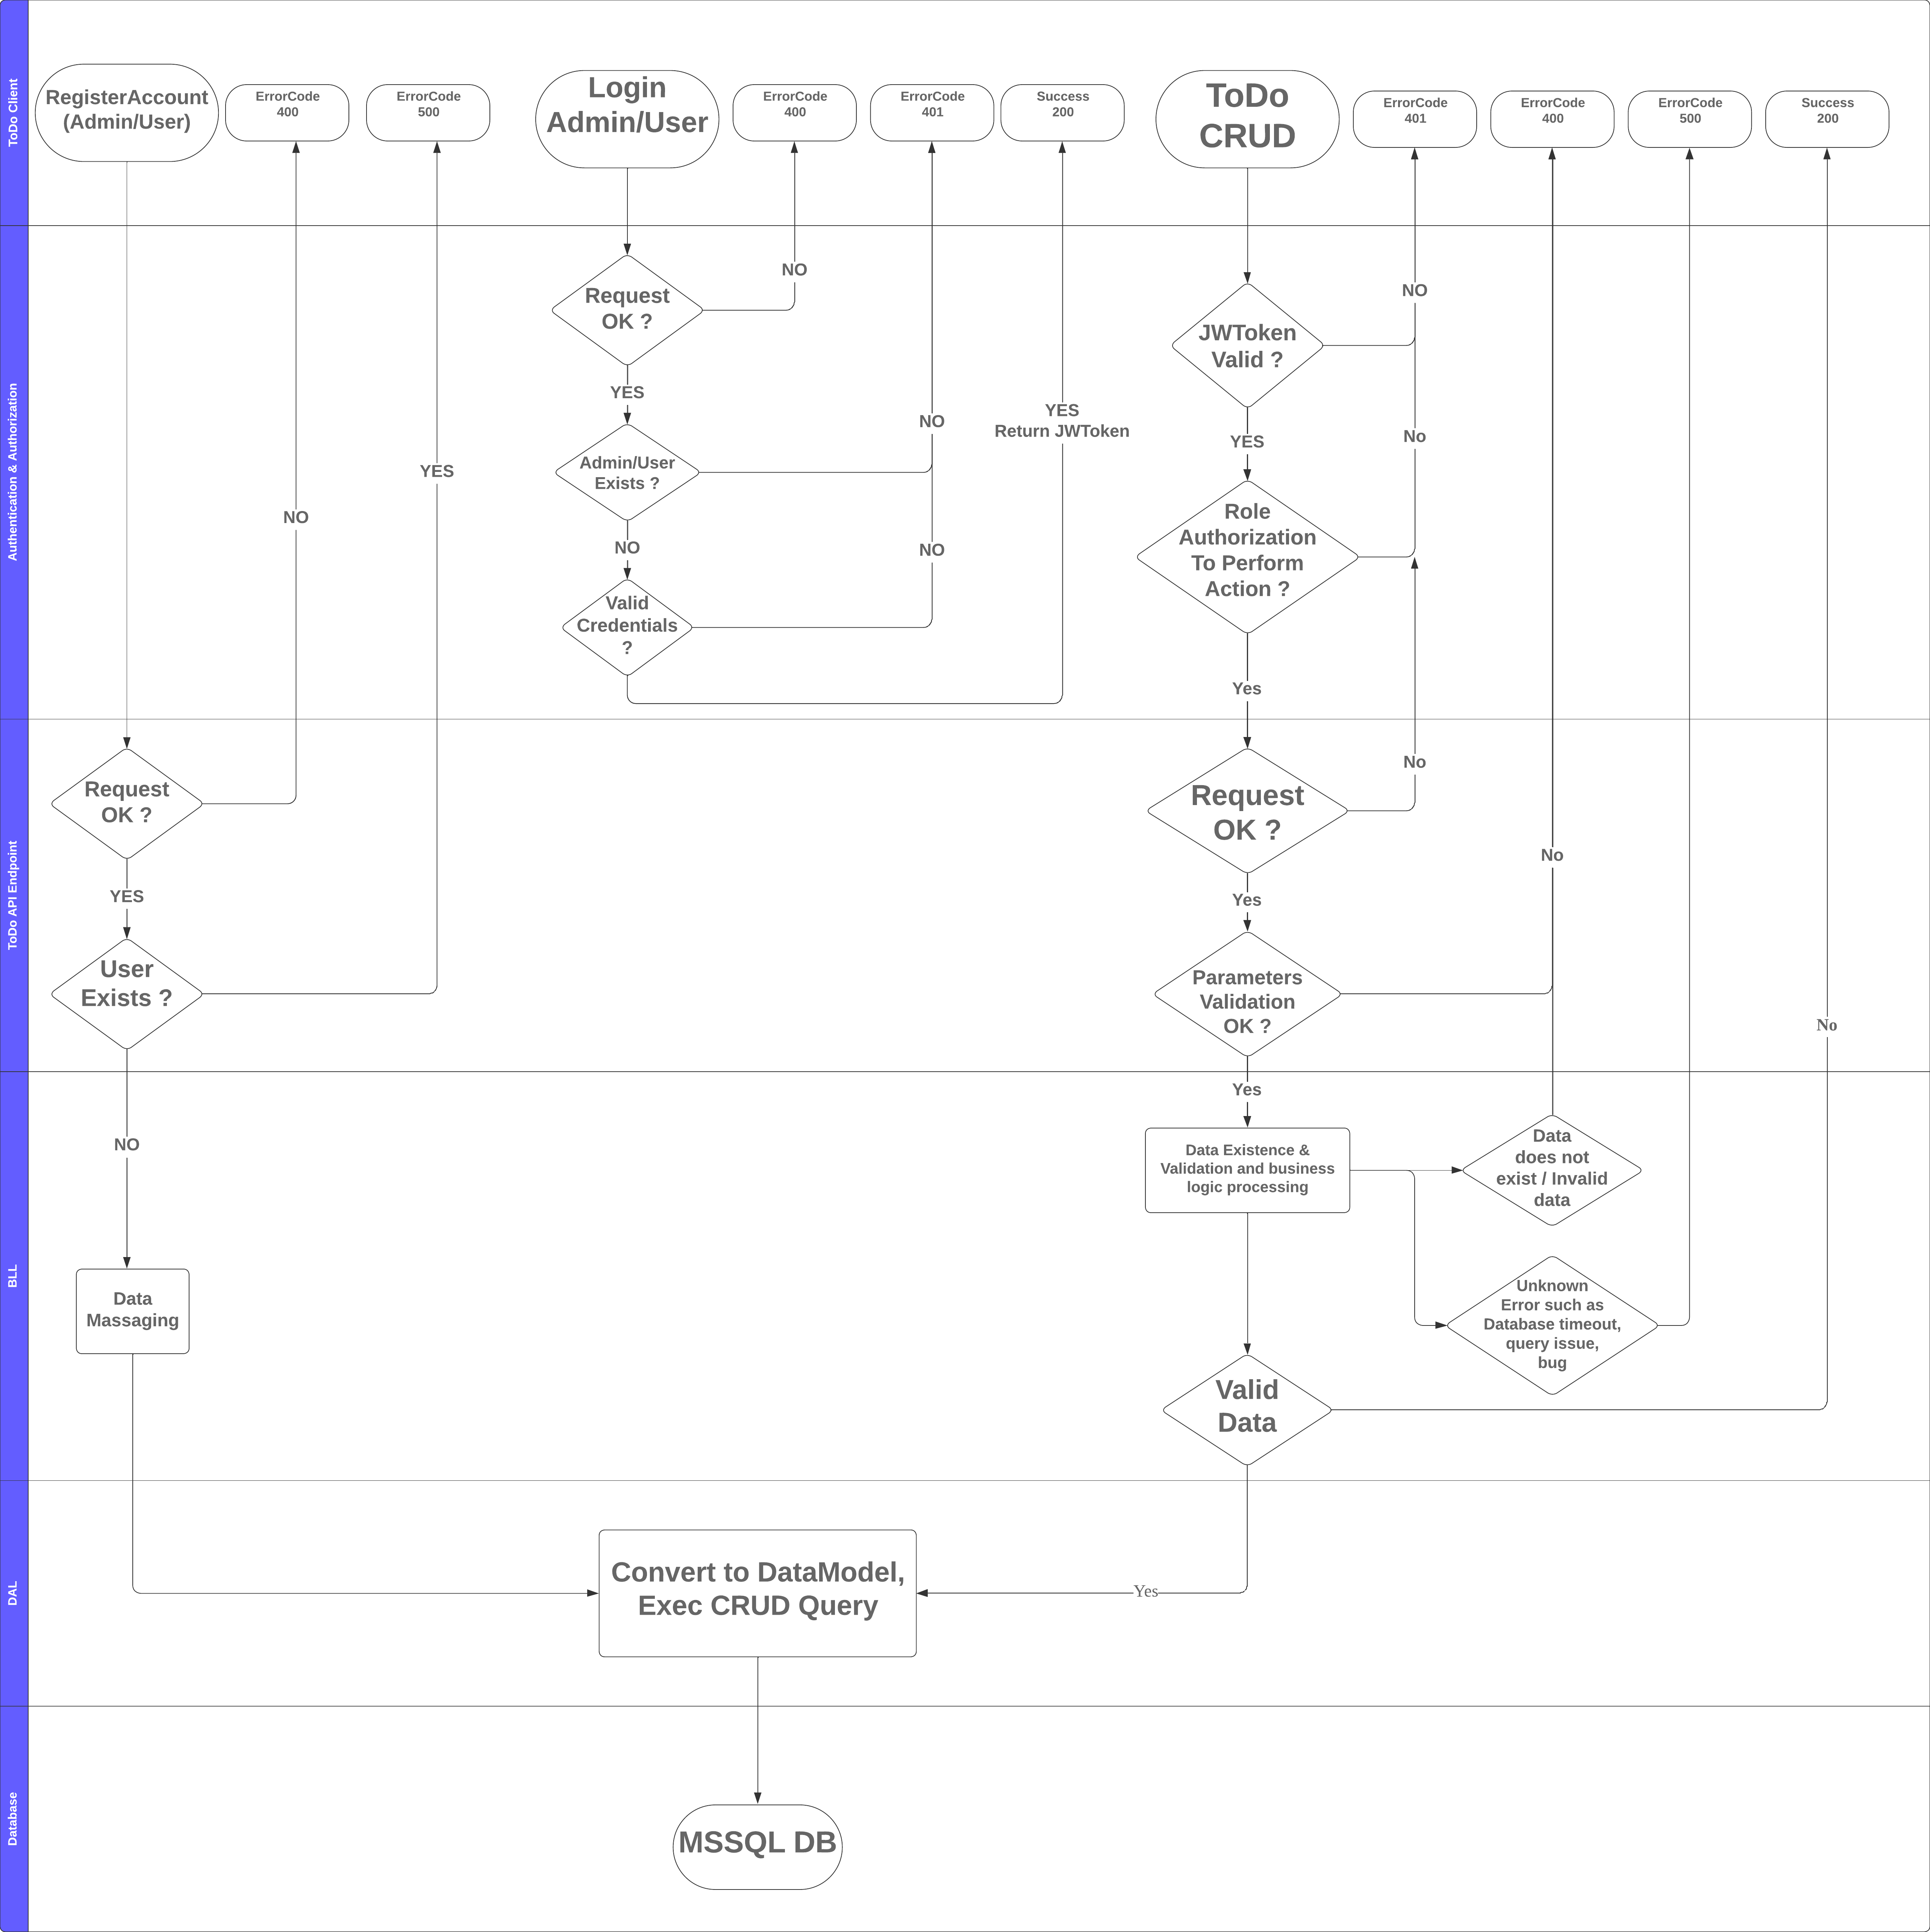 ToDo Client
RegisterAccount
(Admin/User)
ErrorCode
400
ErrorCode
500
Login
Admin/User
ErrorCode
400
ErrorCode
401
Success
200
ToDo
CRUD
ErrorCode
401
ErrorCode
400
ErrorCode
500
Success
200
Authentication & Authorization
NO
YES
Request
OK ?
NO
YES
Admin/User
Exists ?
NO
NO
Valid
Credentials
?
NO
YES
Return JWToken
JWToken
Valid ?
NO
YES
Role
Authorization
To Perform
Action ?
No
Yes
ToDo API Endpoint
Request
OK ?
YES
User
Exists ?
Request
OK ?
No
Yes
Parameters
Validation
OK ?
No
No
BLL
NO
Data
Massaging
Yes
Data Existence &
Validation and business
logic processing
Data
does not
exist / Invalid
data
Unknown
Error such as
Database timeout,
query issue,
bug
Valid
Data
DAL
Convert to DataModel,
Exec CRUD Query
Yes
Database
MSSQL DB